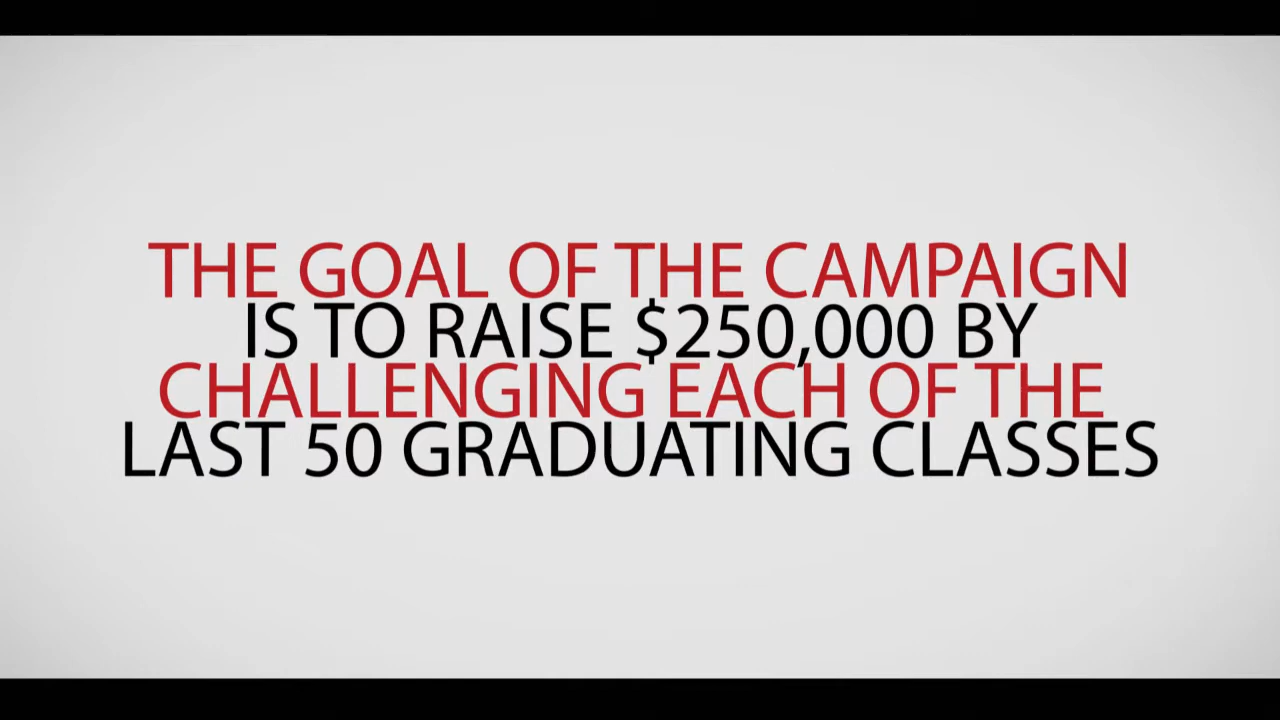 THE GOAL OF THE CAMPAIGN
IS TO RAISE $250,000 BY
CHALLENGING EACH OF THE
LAST 50 GRADUATING CLASSES